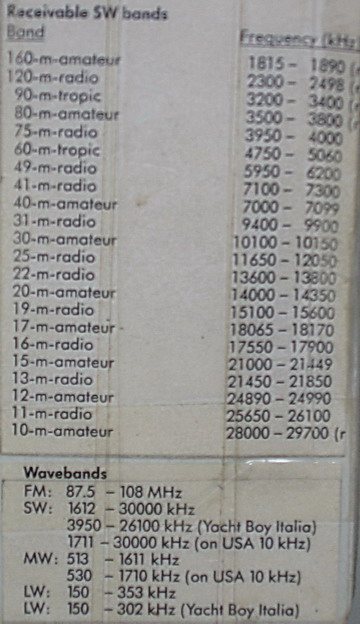 Receivable SW bands
Band Frequency (kHz)
160-m-amateur 1815 – 1890 (r
120-m-radio 2300 – 2498 (r
90-m-tropic 3200 – 3400 (r
80-m-amateur 3500 – 3800 (r
75-m-radio 3950 – 4000
60-m-tropic 4750 – 5060
49-m-radio 5950 – 6200
41-m-radio 7100 – 7300
40-m-amateur 7000 – 7099
31-m-radio 9400 – 9900
30-m-amateur 10100 – 10150
25-m-radio 11650 – 12050
22-m-radio 13600 – 13800
20-m-amateur 14000 – 14350
19-m-radio 15100 – 15600
17-m-amateur 18065 – 18170
16-m-radio 17550 – 17900
15-m-amateur 21000 – 21449
13-m-radio 21450 – 21850
12-m-amateur 24890 – 24990
11-m-radio 25650 – 26100
10-m-amateur 28000 – 29700 (r
Wavebands
FM: 87.5 – 108 MHz
SW: 1612 – 30000 kHz
3950 – 26100 kHz (Yacht Boy Italia)
1711 – 30000 kHz (on USA 10 kHz)
MW: 513 – 1611 kHz
530 – 1710 kHz (on USA 10 kHz)
LW: 150 – 353 kHz
LW: 150 – 302 kHz (Yacht Boy Italia)